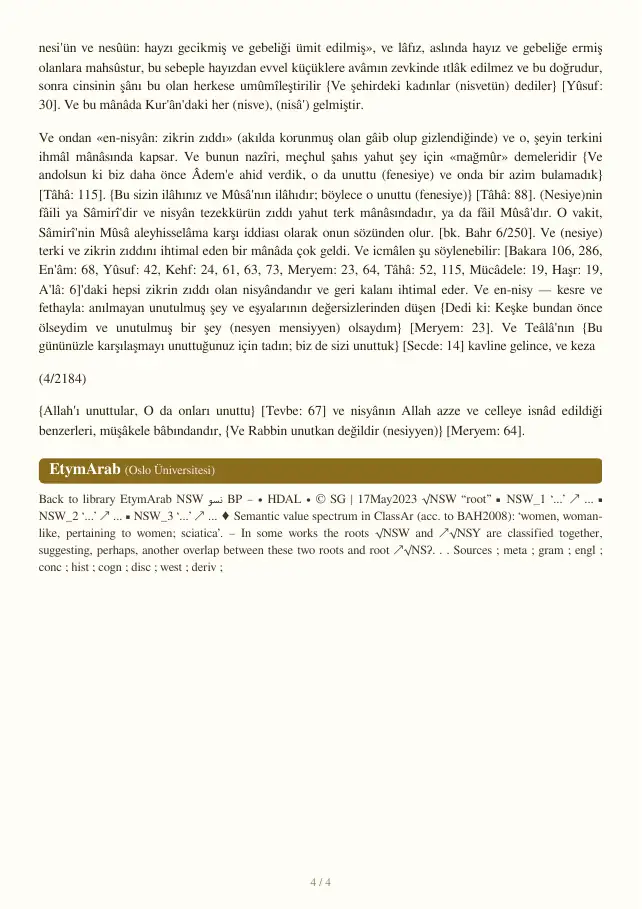 nesi'ün ve nesûün: hayzı gecikmiş ve gebeliği ümit edilmiş», ve lâfız, aslında hayız ve gebeliğe ermiş
olanlara mahsûstur, bu sebeple hayızdan evvel küçüklere avâmın zevkinde ıtlâk edilmez ve bu doğrudur,
sonra cinsinin şânı bu olan herkese umûmîleştirilir {Ve şehirdeki kadınlar (nisvetün) dediler} [Yûsuf:
30]. Ve bu mânâda Kur'ân'daki her (nisve), (nisâ') gelmiştir.
Ve ondan «en-nisyân: zikrin zıddı» (akılda korunmuş olan gâib olup gizlendiğinde) ve o, şeyin terkini
ihmâl mânâsında kapsar. Ve bunun nazîri, meçhul şahıs yahut şey için «mağmûr» demeleridir {Ve
andolsun ki biz daha önce Âdem'e ahid verdik, o da unuttu (fenesiye) ve onda bir azim bulamadık}
[Tâhâ: 115]. {Bu sizin ilâhınız ve Mûsâ'nın ilâhıdır; böylece o unuttu (fenesiye)} [Tâhâ: 88]. (Nesiye)nin
fâili ya Sâmirî'dir ve nisyân tezekkürün zıddı yahut terk mânâsındadır, ya da fâil Mûsâ'dır. O vakit,
Sâmirî'nin Mûsâ aleyhisselâma karşı iddiası olarak onun sözünden olur. [bk. Bahr 6/250]. Ve (nesiye)
terki ve zikrin zıddını ihtimal eden bir mânâda çok geldi. Ve icmâlen şu söylenebilir: [Bakara 106, 286,
En'âm: 68, Yûsuf: 42, Kehf: 24, 61, 63, 73, Meryem: 23, 64, Tâhâ: 52, 115, Mücâdele: 19, Haşr: 19,
A'lâ: 6]'daki hepsi zikrin zıddı olan nisyândandır ve geri kalanı ihtimal eder. Ve en-nisy — kesre ve
fethayla: anılmayan unutulmuş şey ve eşyalarının değersizlerinden düşen {Dedi ki: Keşke bundan önce
ölseydim ve unutulmuş bir şey (nesyen mensiyyen) olsaydım} [Meryem: 23]. Ve Teâlâ'nın {Bu
gününüzle karşılaşmayı unuttuğunuz için tadın; biz de sizi unuttuk} [Secde: 14] kavline gelince, ve keza
(4/2184)
{Allah'ı unuttular, O da onları unuttu} [Tevbe: 67] ve nisyânın Allah azze ve celleye isnâd edildiği
benzerleri, müşâkele bâbındandır, {Ve Rabbin unutkan değildir (nesiyyen)} [Meryem: 64].
EtymArab (Oslo Üniversitesi)
Back to library EtymArab NSW نسو BP – • HDAL • © SG | 17May2023 √NSW “root” ▪ NSW_1 ‘...’ ↗ ... ▪
NSW_2 ‘...’ ↗ ... ▪ NSW_3 ‘...’ ↗ ... ♦ Semantic value spectrum in ClassAr (acc. to BAH2008): ‘women, woman-
like, pertaining to women; sciatica’. – In some works the roots √NSW and ↗√NSY are classified together,
suggesting, perhaps, another overlap between these two roots and root ↗√NSʔ. . . Sources ; meta ; gram ; engl ;
conc ; hist ; cogn ; disc ; west ; deriv ;
4 / 4